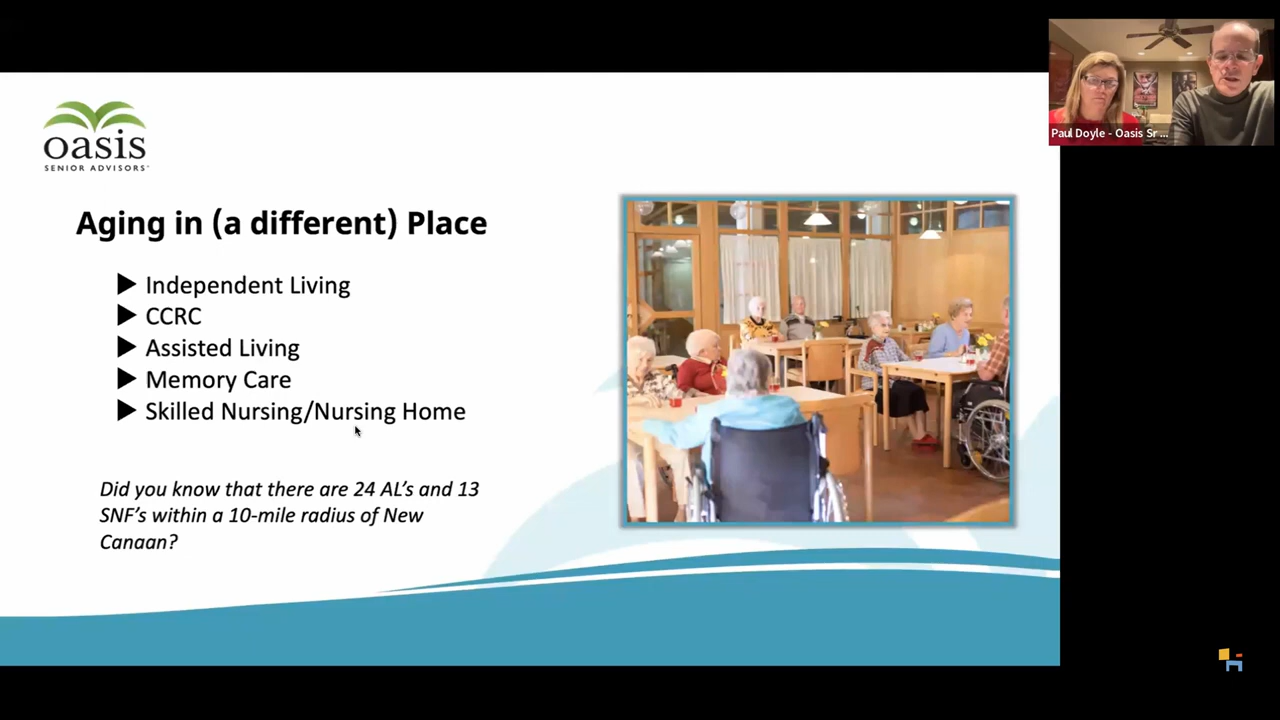 Paul Doyle - Oasis Sr ...
oasis
SENIOR ADVISORS
Aging in (a different) Place
Independent Living
CCRC
Assisted Living
Memory Care
Skilled Nursing/Nursing Home
Did you know that there are 24 AL's and 13
SNF's within a 10-mile radius of New
Canaan?